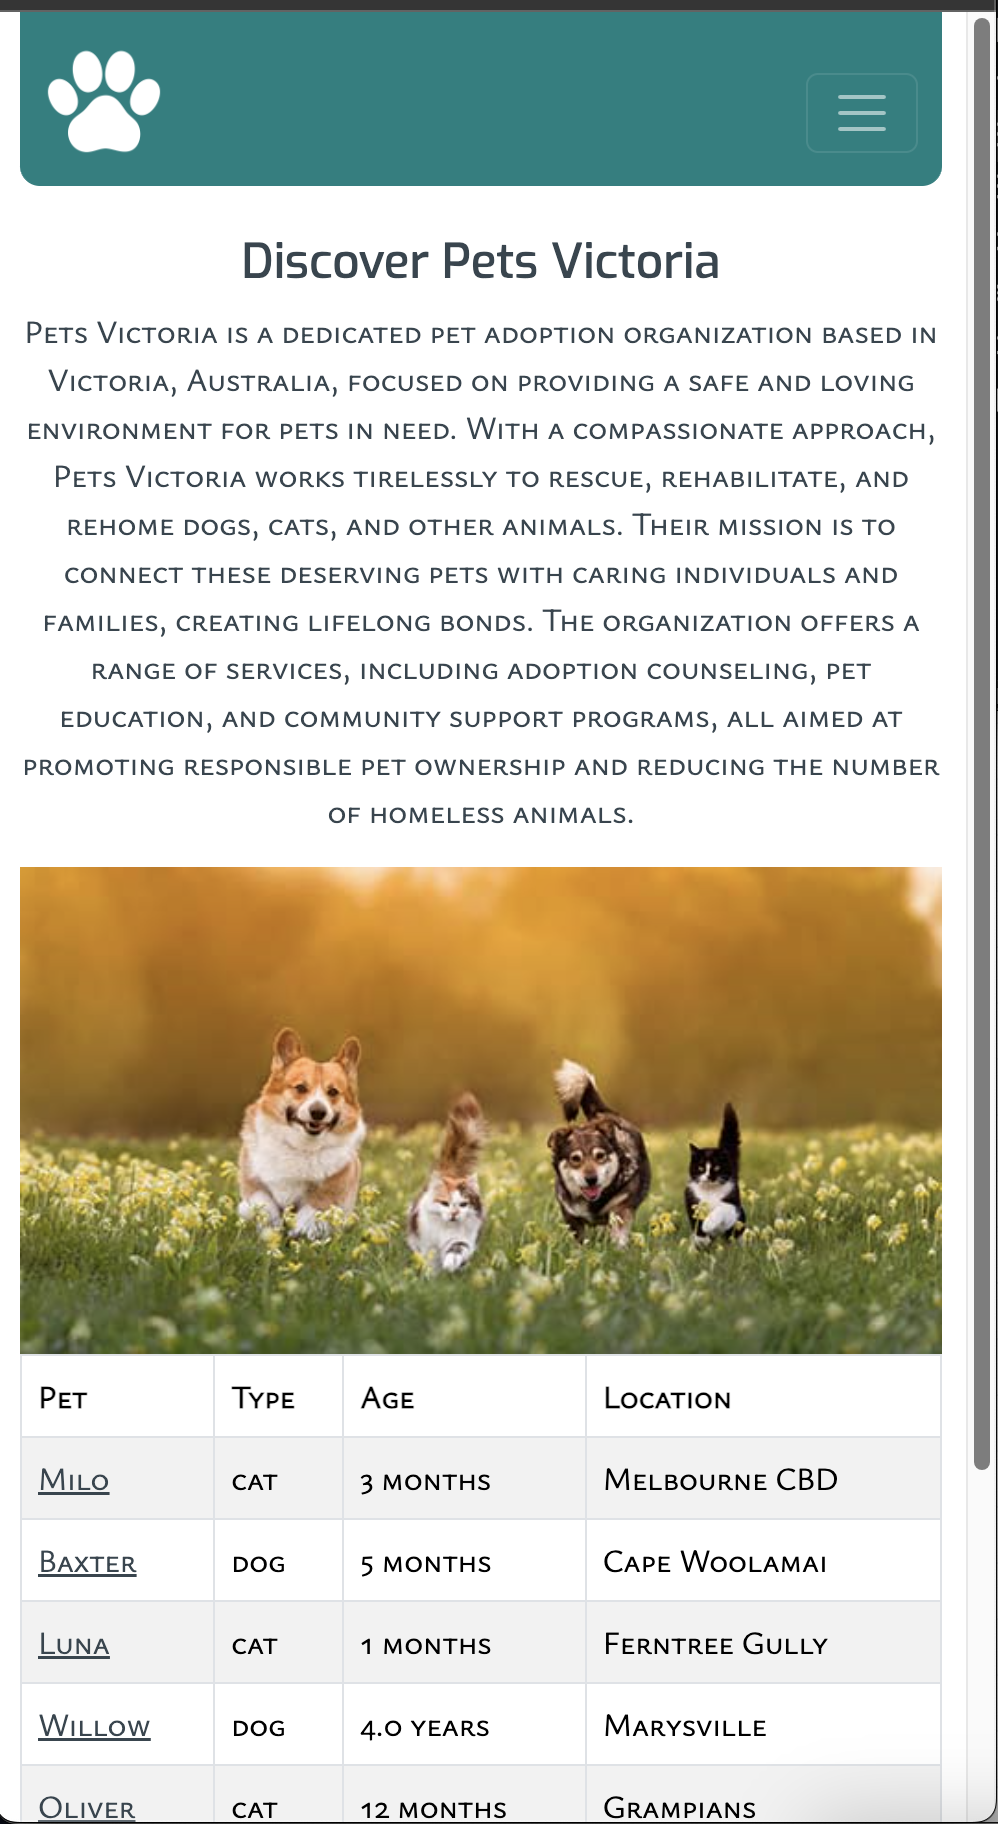 Discover Pets Victoria
Pets Victoria is a dedicated pet adoption organization based in
Victoria, Australia, focused on providing a safe and loving
environment for pets in need. With a compassionate approach,
Pets Victoria works tirelessly to rescue, rehabilitate, and
rehome dogs, cats, and other animals. Their mission is to
connect these deserving pets with caring individuals and
families, creating lifelong bonds. The organization offers a
range of services, including adoption counseling, pet
education, and community support programs, all aimed at
promoting responsible pet ownership and reducing the number
of homeless animals.
Pet Type Age Location
Milo cat 3 months Melbourne CBD
Baxter dog 5 months Cape Woolamai
Luna cat 1 months Ferntree Gully
Willow dog 4.0 years Marysville
Oliver cat 12 months Grampians